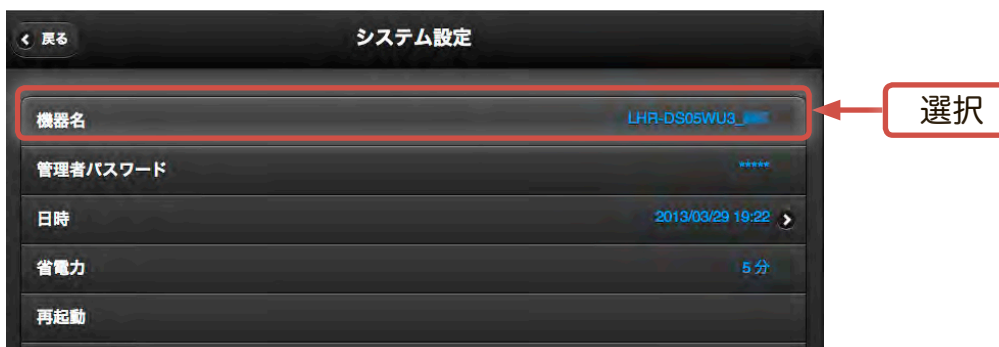 戻る
システム設定
機器名
LHR-DS05WU3_
選択
管理者パスワード
*****
日時
2013/03/29 19:22
省電力
5 分
再起動